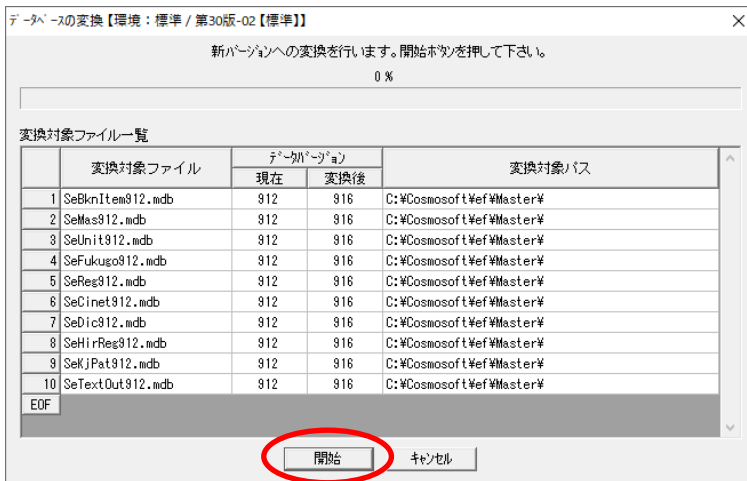 ﾃﾞｰﾀﾍﾞｰｽの変換【環境：標準 / 第30版-02【標準】】
新ﾊﾞｰｼﾞｮﾝへの変換を行います。開始ﾎﾞﾀﾝを押して下さい。
0 %
変換対象ファイル一覧
変換対象ファイル ﾃﾞｰﾀﾊﾞｰｼﾞｮﾝ 変換対象パス
現在 変換後
1 SeBknItem912.mdb 912 916 C:¥Cosmosoft¥ef¥Master¥
2 SeMas912.mdb 912 916 C:¥Cosmosoft¥ef¥Master¥
3 SeUnit912.mdb 912 916 C:¥Cosmosoft¥ef¥Master¥
4 SeFukugo912.mdb 912 916 C:¥Cosmosoft¥ef¥Master¥
5 SeReg912.mdb 912 916 C:¥Cosmosoft¥ef¥Master¥
6 SeCinet912.mdb 912 916 C:¥Cosmosoft¥ef¥Master¥
7 SeDic912.mdb 912 916 C:¥Cosmosoft¥ef¥Master¥
8 SeHirReg912.mdb 912 916 C:¥Cosmosoft¥ef¥Master¥
9 SeKjPat912.mdb 912 916 C:¥Cosmosoft¥ef¥Master¥
10 SeTextOut912.mdb 912 916 C:¥Cosmosoft¥ef¥Master¥
EOF
開始 ｷｬﾝｾﾙ